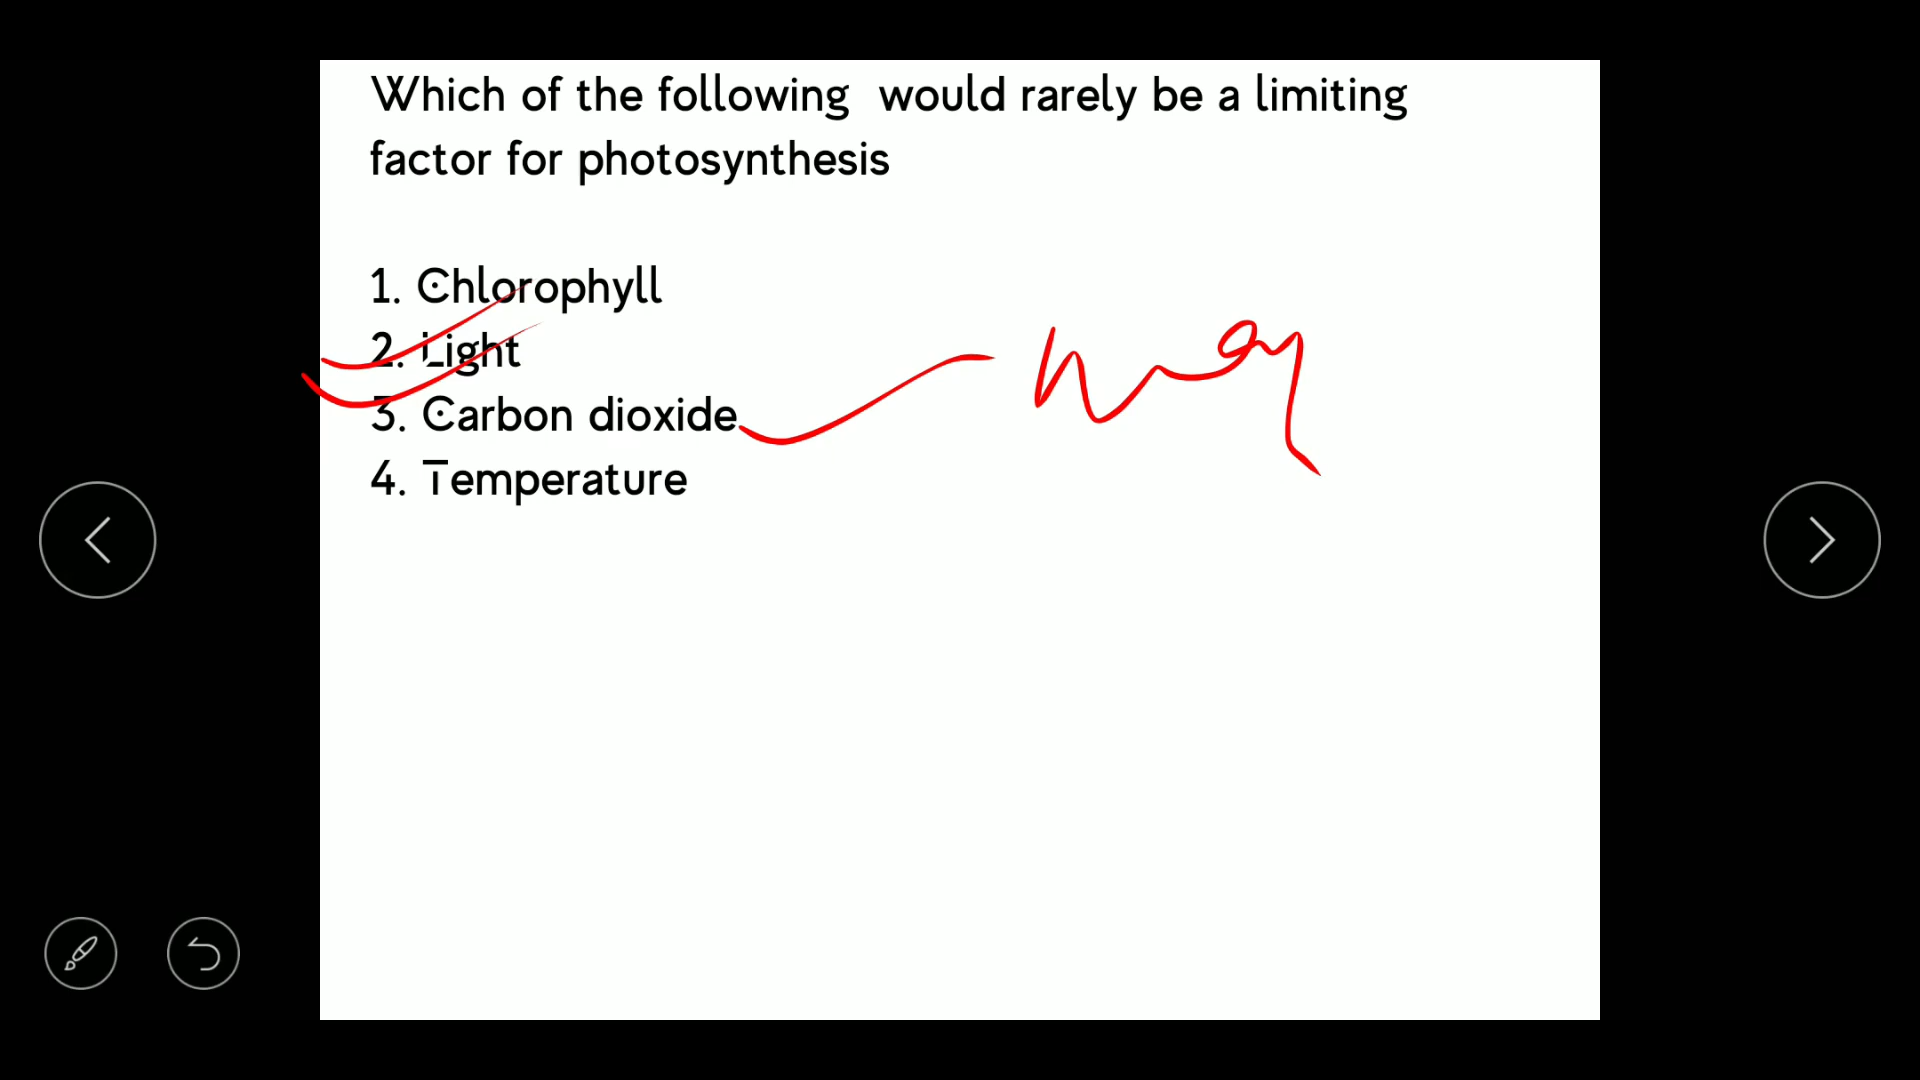 Which of the following would rarely be a limiting
factor for photosynthesis
1. Chlorophyll
2. Light
3. Carbon dioxide
4. Temperature